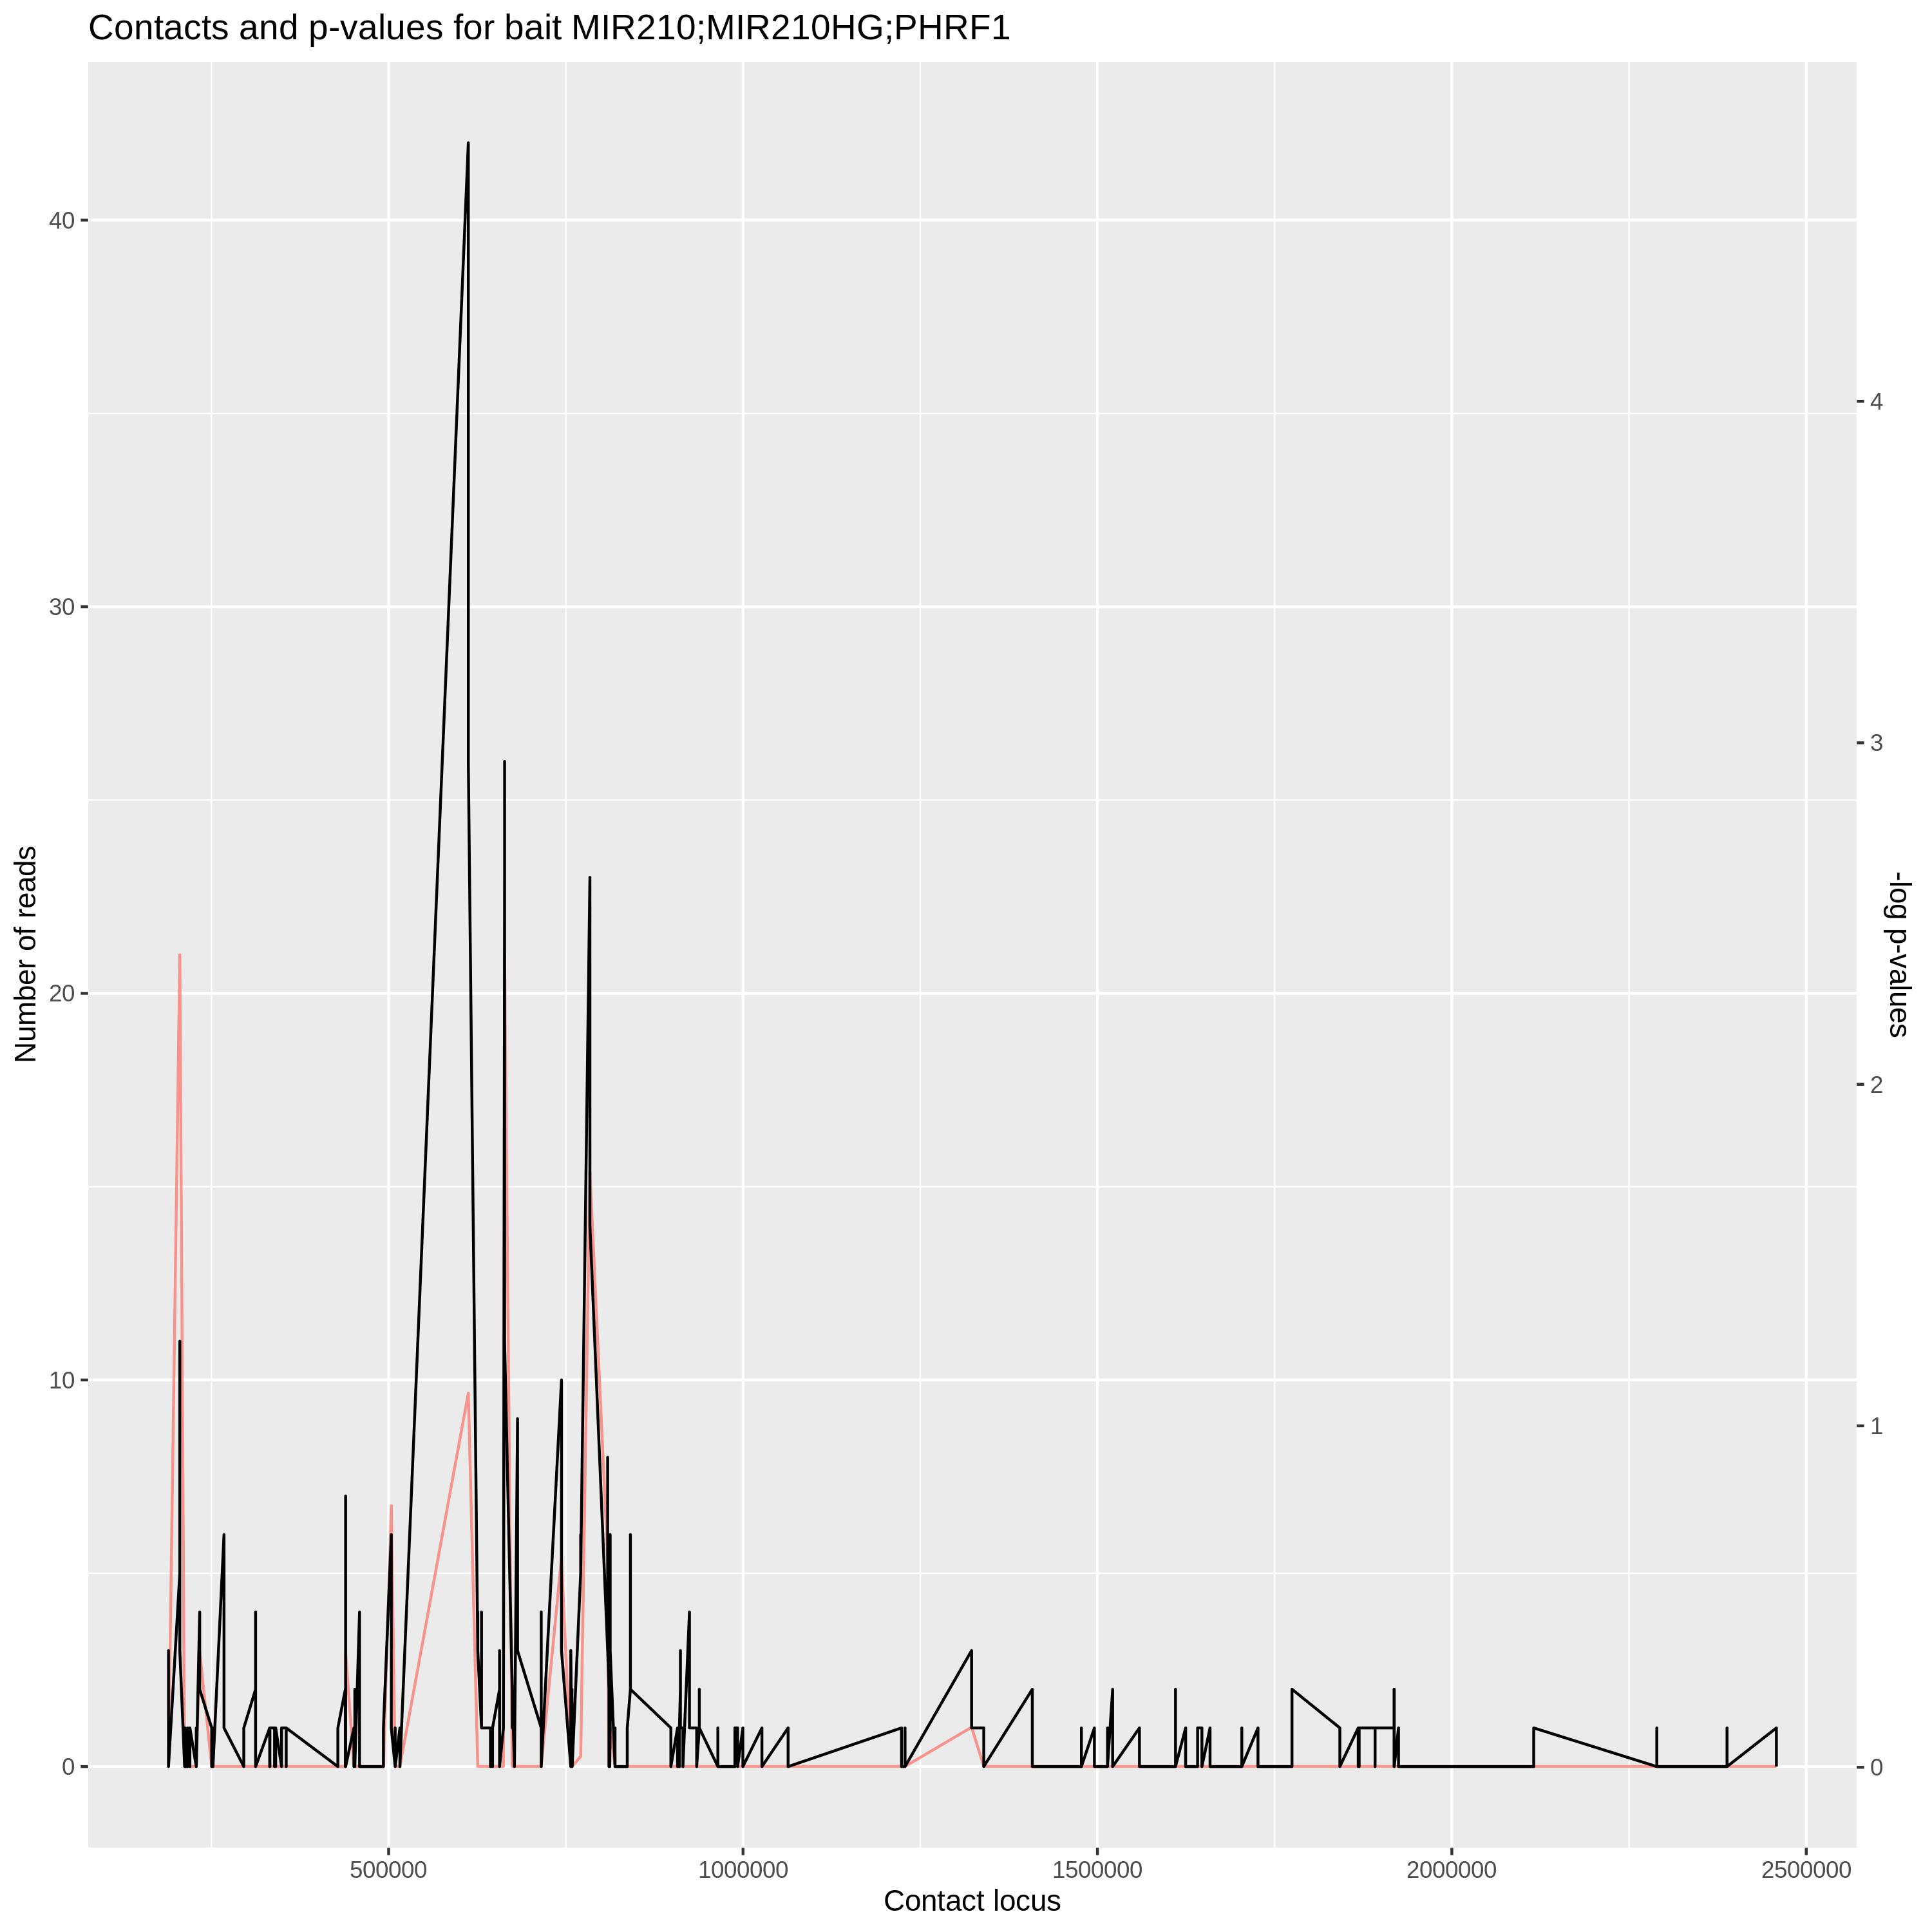 Contacts and p-values for bait MIR210;MIR210HG;PHRF1
40
30
20
10
0
4
3
2
1
0
Number of reads
-log p-values
500000 1000000 1500000 2000000 2500000
Contact locus